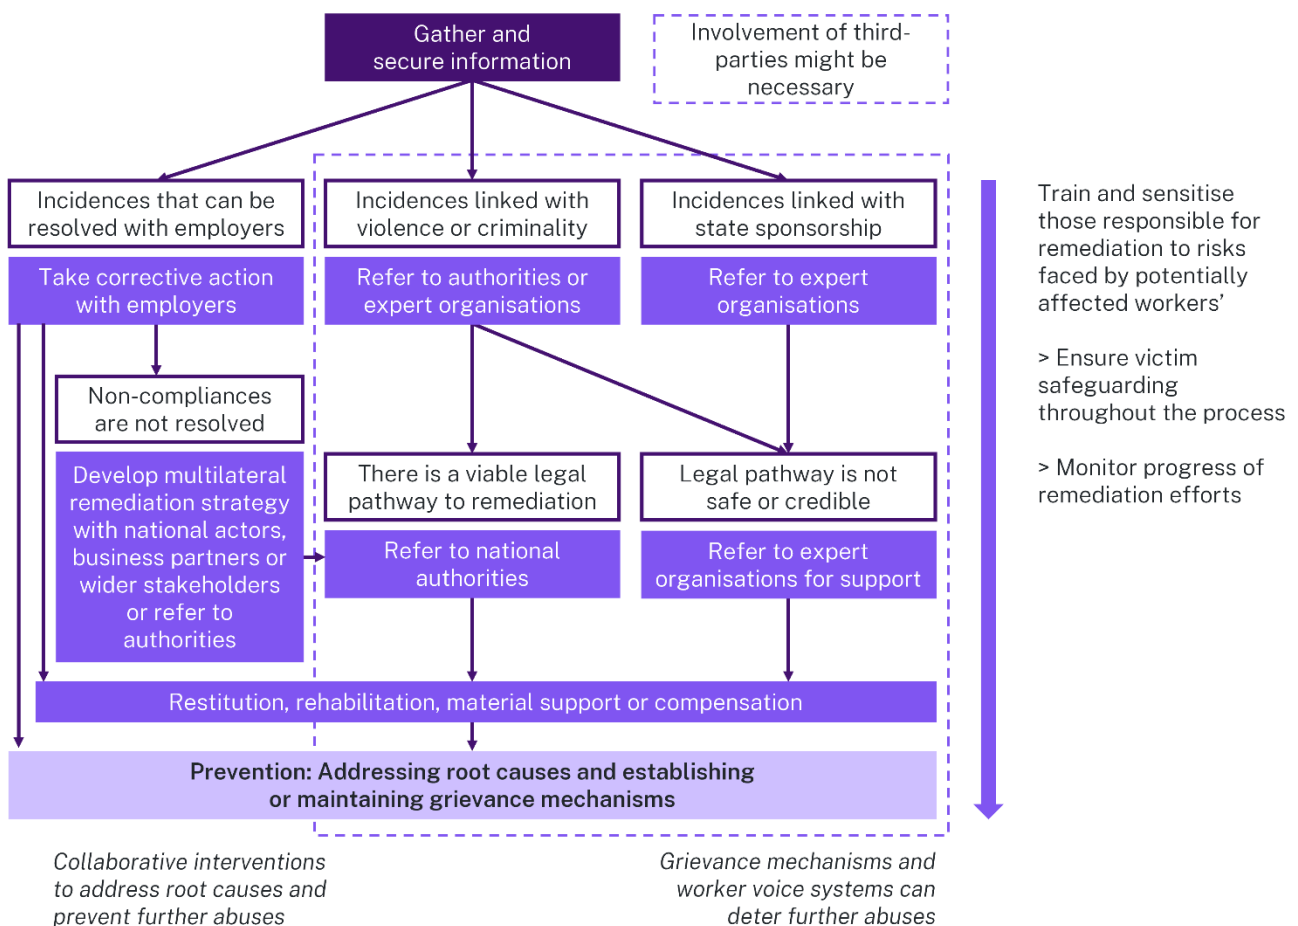 Gather and
secure information
Involvement of third-
parties might be
necessary
Incidences that can be
resolved with employers
Incidences linked with
violence or criminality
Incidences linked with
state sponsorship
Take corrective action
with employers
Refer to authorities or
expert organisations
Refer to expert
organisations
Non-compliances
are not resolved
Develop multilateral
remediation strategy
with national actors,
business partners or
wider stakeholders
or refer to
authorities
There is a viable legal
pathway to remediation
Legal pathway is not
safe or credible
Refer to national
authorities
Refer to expert
organisations for support
Restitution, rehabilitation, material support or compensation
Prevention: Addressing root causes and establishing
or maintaining grievance mechanisms
Collaborative interventions
to address root causes and
prevent further abuses
Grievance mechanisms and
worker voice systems can
deter further abuses
Train and sensitise
those responsible for
remediation to risks
faced by potentially
affected workers’
> Ensure victim
safeguarding
throughout the process
> Monitor progress of
remediation efforts